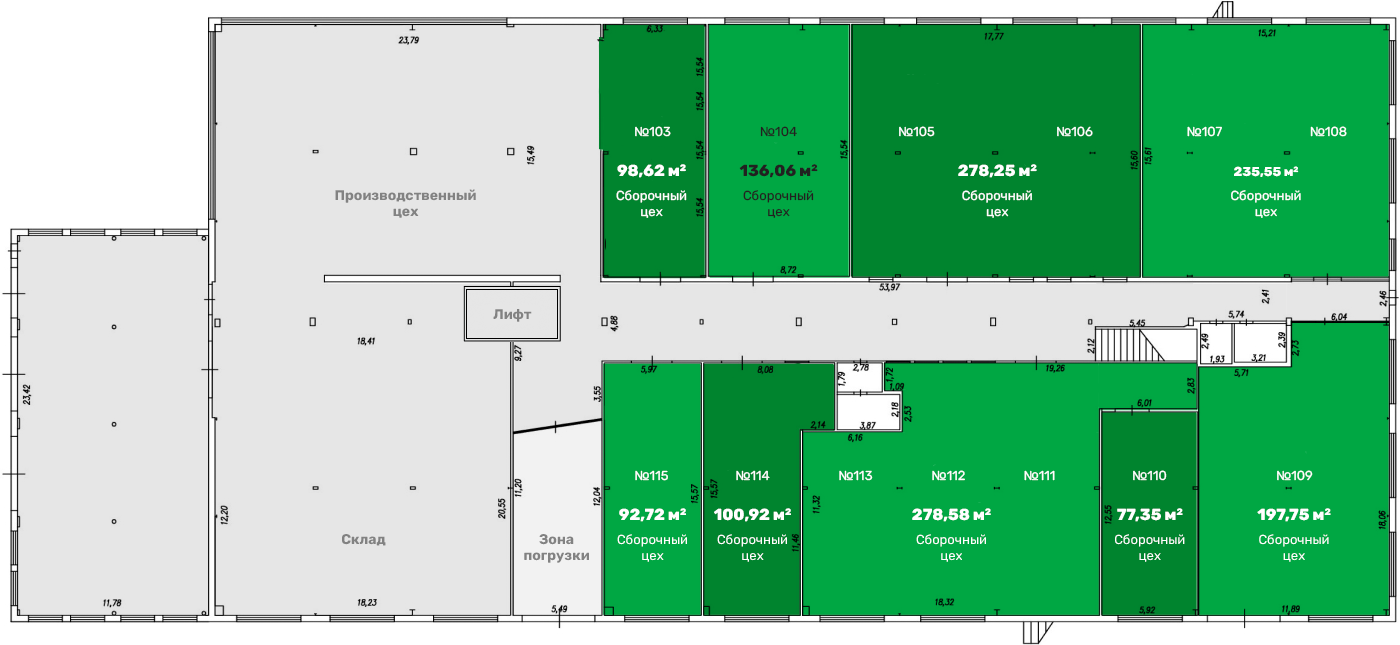 23,79
6,33
17,77
15,21
15,54
15,54
15,54
15,54
15,49
15,54
15,60
15,61
№103
98,62 м²
Сборочный
цех
№104
136,06 м²
Сборочный
цех
№105
№106
278,25 м²
Сборочный
цех
№107
№108
235,55 м²
Сборочный
цех
Производственный
цех
8,72
53,97
2,41
2,46
Лифт
4,88
5,45
5,74
6,04
18,41
9,27
2,12
2,49
2,39
2,73
1,93
3,21
5,97
8,08
2,78
19,26
5,71
1,79
1,72
1,09
2,83
23,42
3,55
2,18
2,53
6,01
2,14
3,87
6,16
№115
92,72 м²
Сборочный
цех
№114
100,92 м²
Сборочный
цех
№113
№112
№111
278,58 м²
Сборочный
цех
№110
77,35 м²
Сборочный
цех
№109
197,75 м²
Сборочный
цех
12,20
20,55
11,20
12,04
15,57
15,57
11,32
11,46
12,55
18,06
Склад
Зона
погрузки
11,78
18,23
5,49
18,32
5,92
11,89